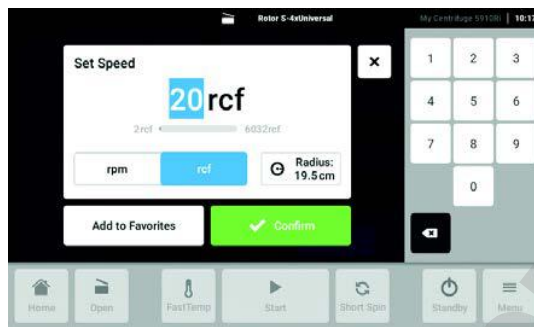 Rotor S-4xUniversal
My Centrifuge 5910Ri
10:17
Set Speed
20 rcf
2rcf
6032rcf
rpm
rcf
Radius:
19.5cm
Add to Favorites
Confirm
1 2 3
4 5 6
7 8 9
0
Home
Open
FastTemp
Start
Short Spin
Standby
Menu